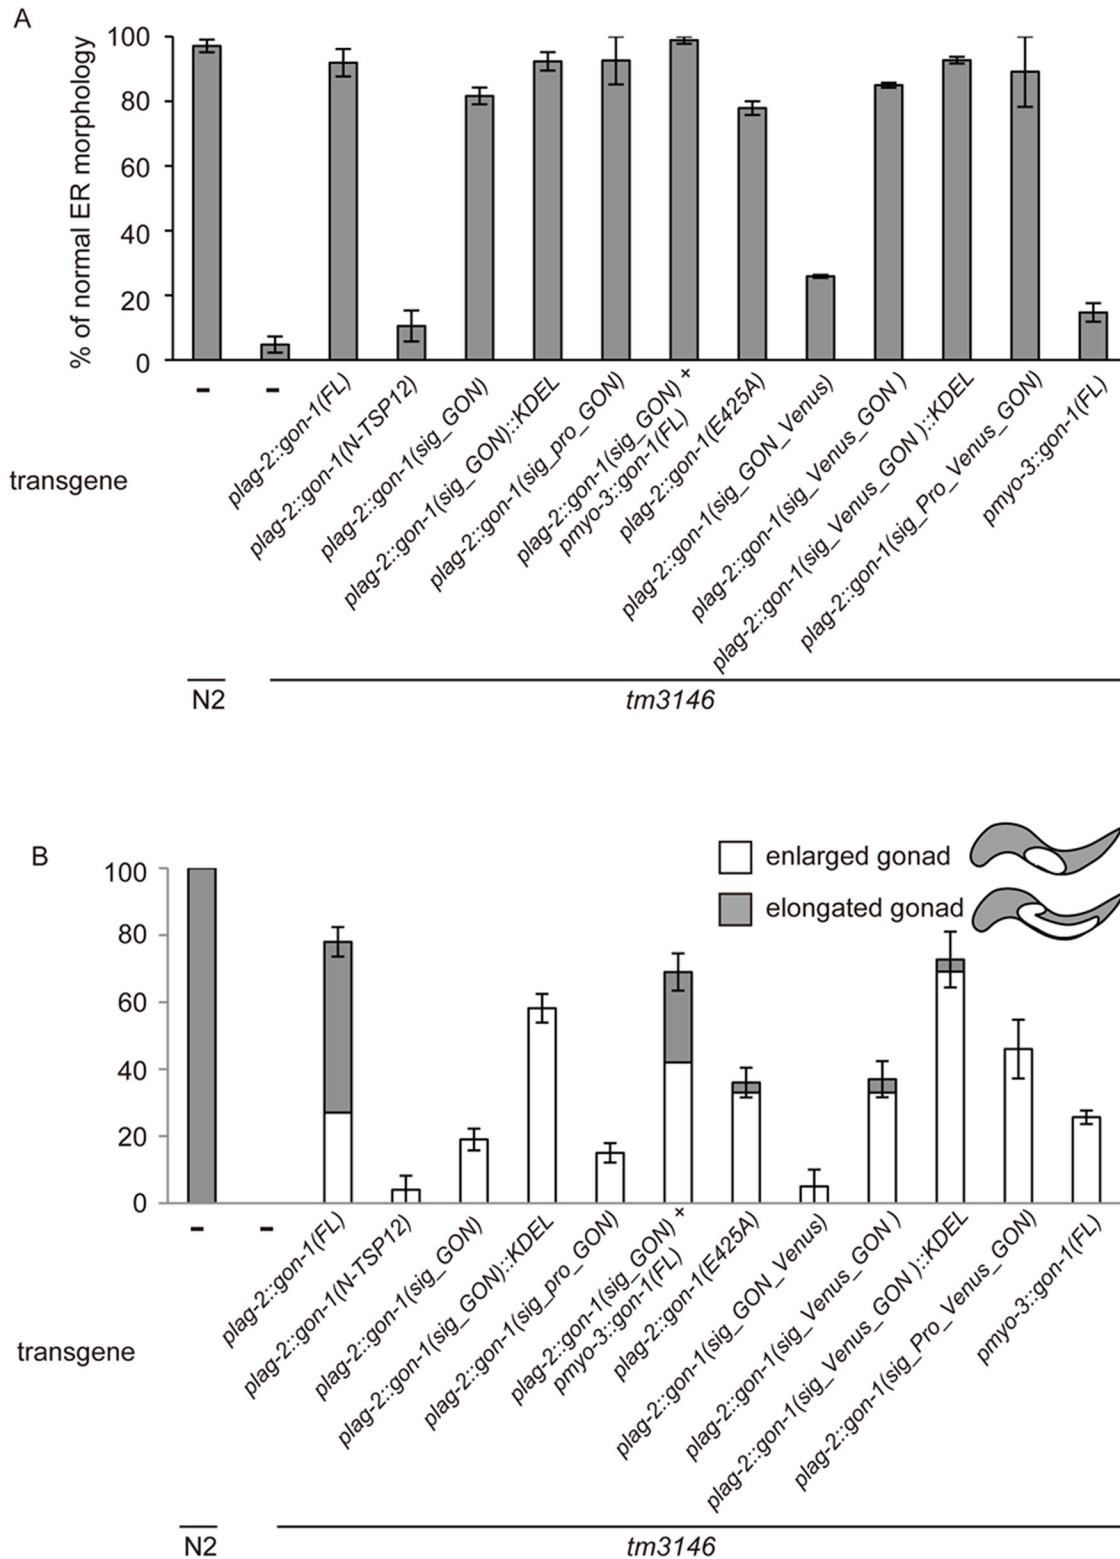 A
% of normal ER morphology
100
80
60
40
20
0
-
-
plag-2::gon-1(FL)
plag-2::gon-1(N-TSP12)
plag-2::gon-1(sig_GON)
plag-2::gon-1(sig_GON)::KDEL
plag-2::gon-1(sig_pro_GON)
plag-2::gon-1(sig_GON) +
pmyo-3::gon-1(FL)
plag-2::gon-1(E425A)
plag-2::gon-1(sig_GON_Venus)
plag-2::gon-1(sig_Venus_GON )
plag-2::gon-1(sig_Venus_GON )::KDEL
plag-2::gon-1(sig_Pro_Venus_GON)
pmyo-3::gon-1(FL)
transgene
N2
tm3146
B
enlarged gonad
elongated gonad
100
80
60
40
20
0
-
-
plag-2::gon-1(FL)
plag-2::gon-1(N-TSP12)
plag-2::gon-1(sig_GON)
plag-2::gon-1(sig_GON)::KDEL
plag-2::gon-1(sig_pro_GON)
plag-2::gon-1(sig_GON) +
pmyo-3::gon-1(FL)
plag-2::gon-1(E425A)
plag-2::gon-1(sig_GON_Venus)
plag-2::gon-1(sig_Venus_GON )
plag-2::gon-1(sig_Venus_GON )::KDEL
plag-2::gon-1(sig_Pro_Venus_GON)
pmyo-3::gon-1(FL)
transgene
N2
tm3146